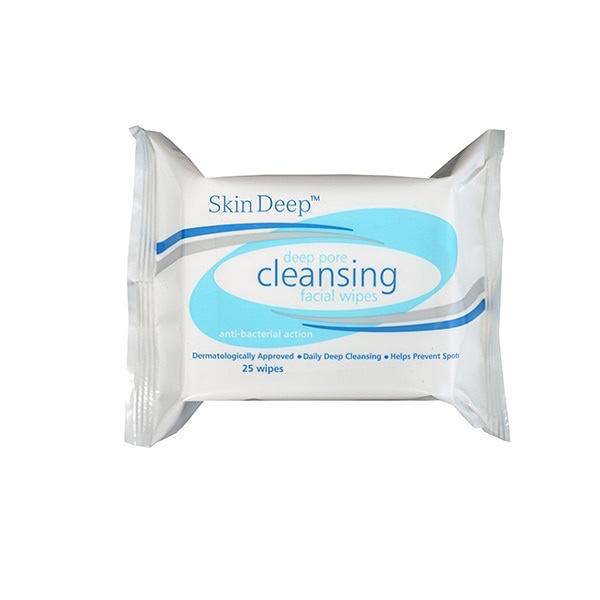 Skin Deep™
deep pore
cleansing
facial wipes
anti-bacterial action
Dermatologically Approved • Daily Deep Cleansing • Helps Prevent Spots
25 wipes